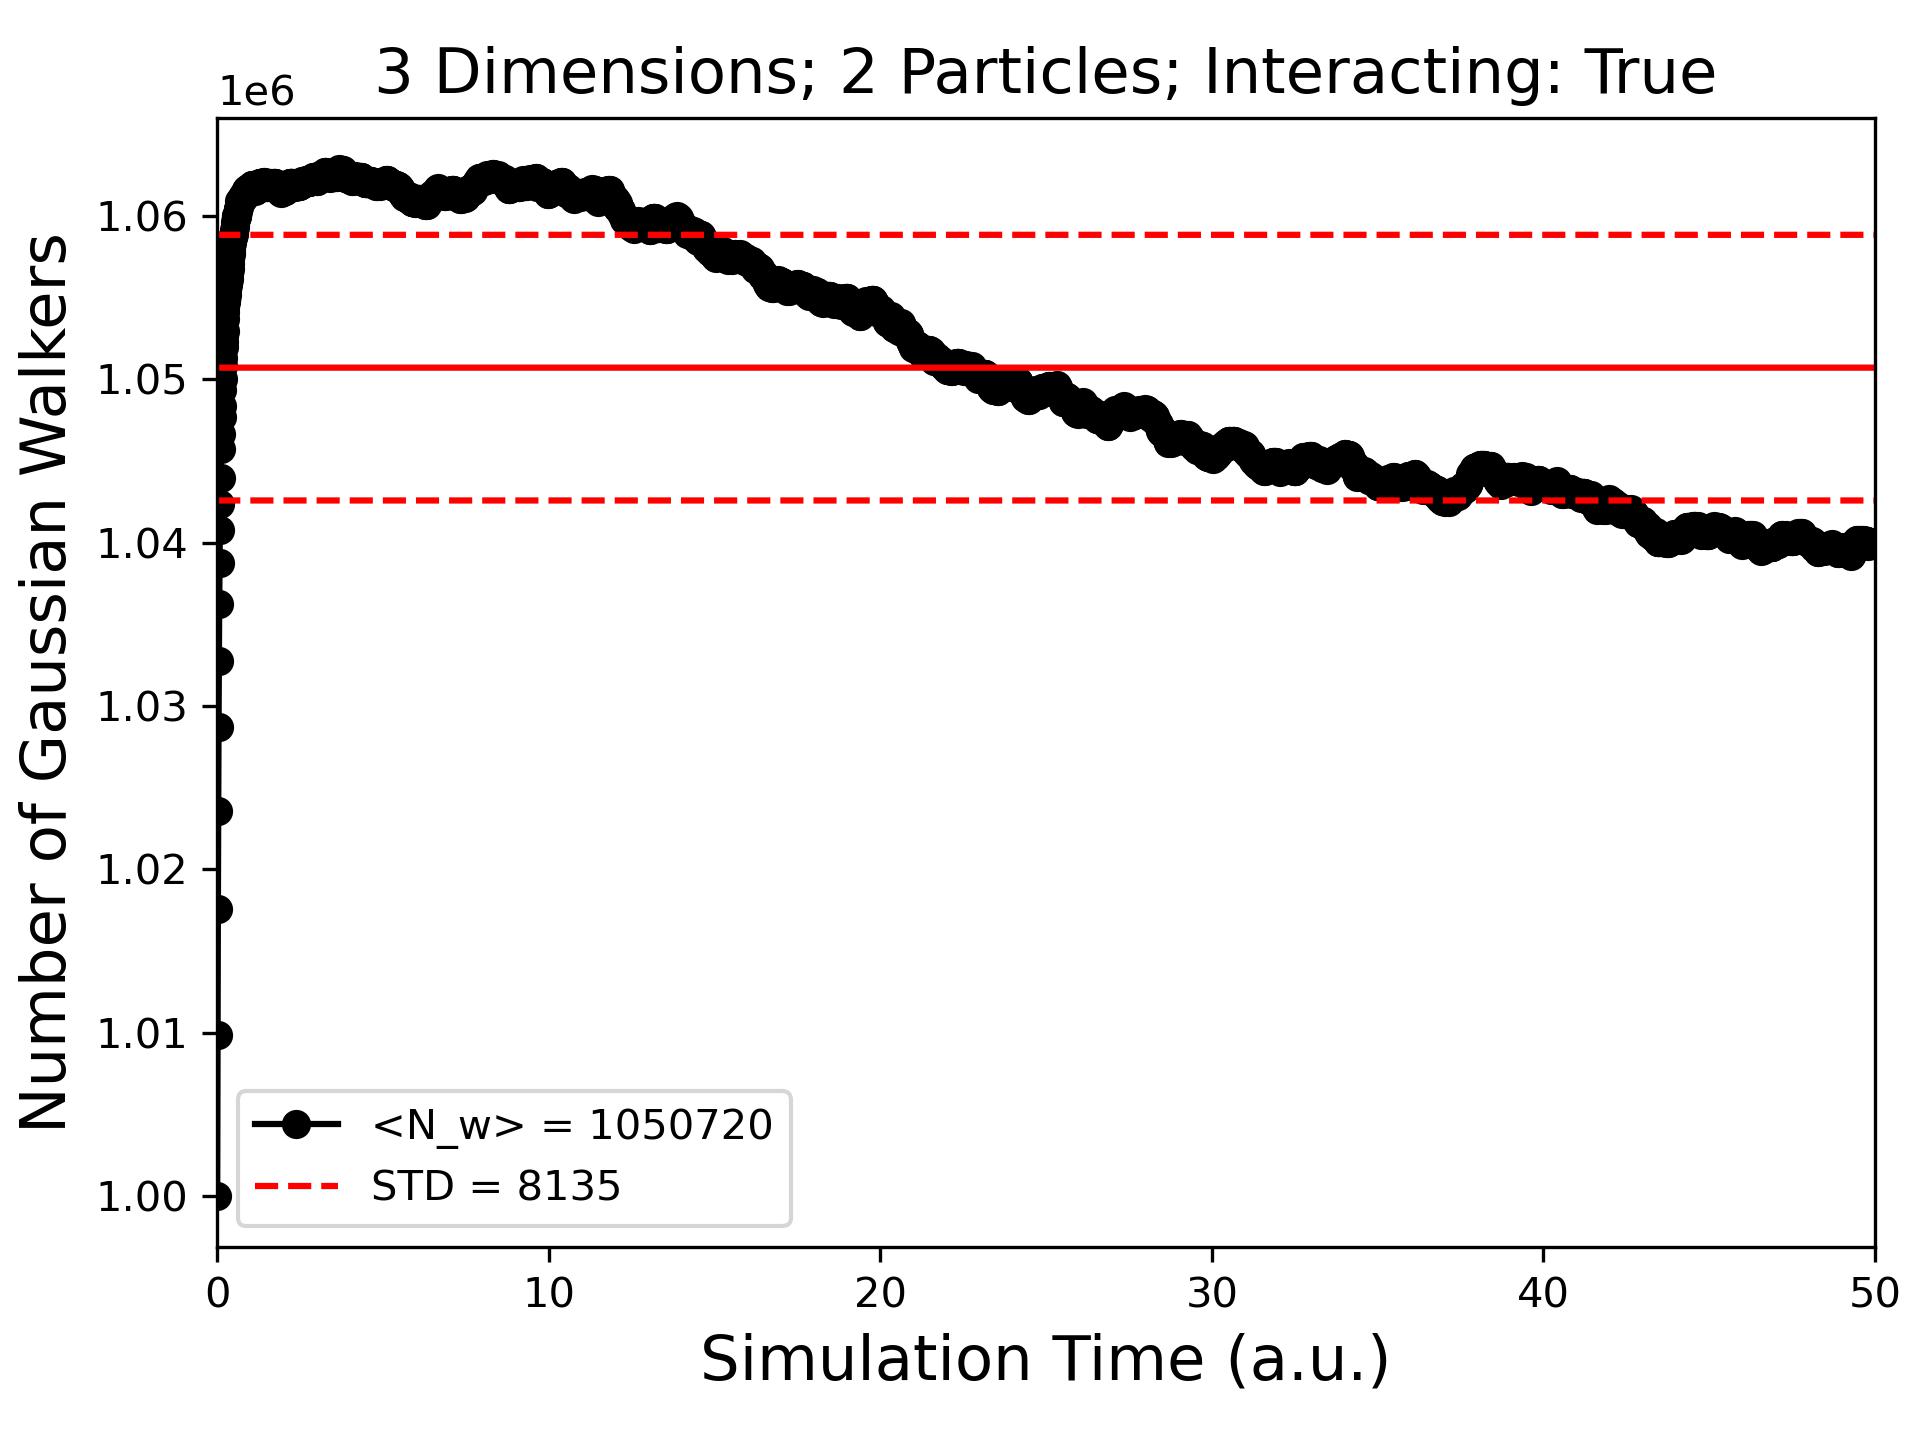 3 Dimensions; 2 Particles; Interacting: True
1e6
Number of Gaussian Walkers
1.06
1.05
1.04
1.03
1.02
1.01
1.00
<N_w> = 1050720
STD = 8135
0 10 20 30 40 50
Simulation Time (a.u.)